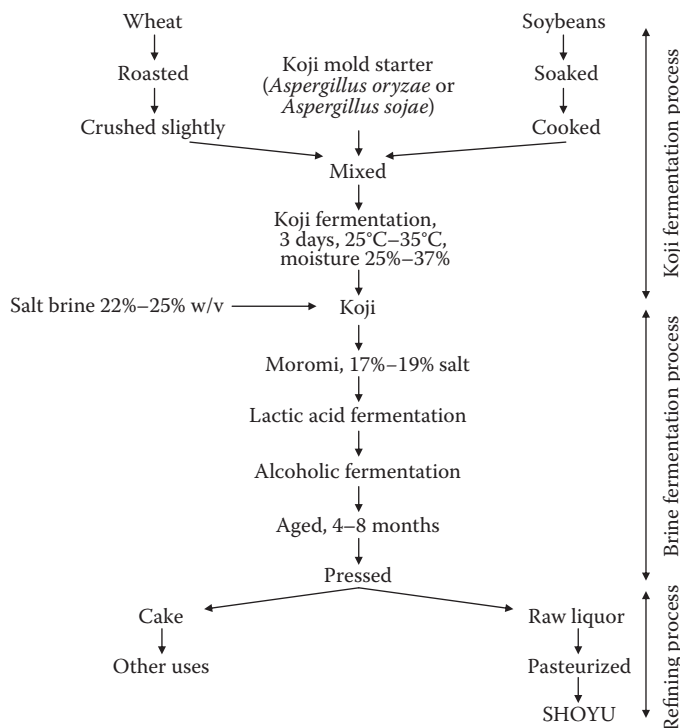 Wheat
Soybeans
Koji mold starter
(Aspergillus oryzae or
Aspergillus sojae)
Roasted
Soaked
Crushed slightly
Cooked
Mixed
Koji fermentation,
3 days, 25°C–35°C,
moisture 25%–37%
Koji fermentation process
Salt brine 22%–25% w/v
Koji
Moromi, 17%–19% salt
Lactic acid fermentation
Alcoholic fermentation
Aged, 4–8 months
Pressed
Brine fermentation process
Cake
Raw liquor
Other uses
Pasteurized
SHOYU
Refining process